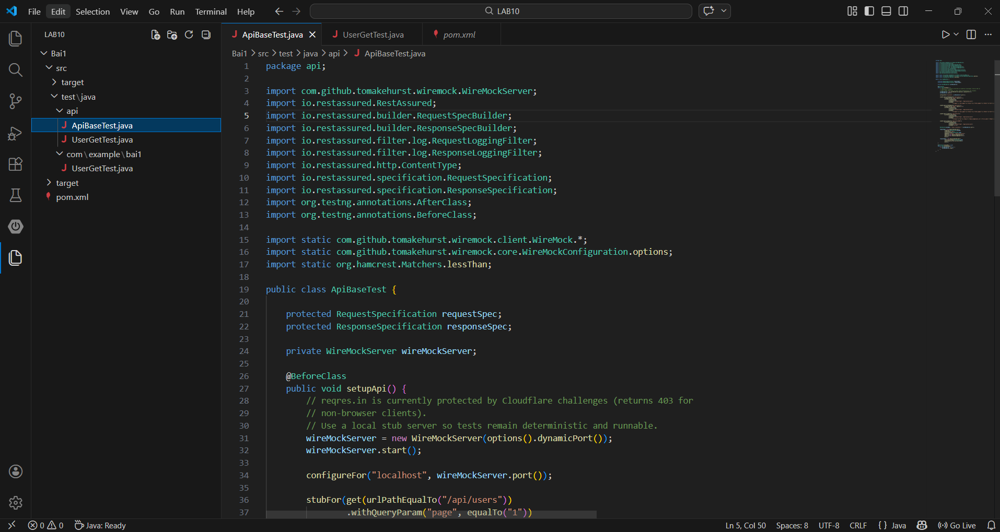 File Edit Selection View Go Run Terminal Help
LAB10
LAB10
ApiBaseTest.java
UserGetTest.java
pom.xml
Bai1
src
target
test\java
api
ApiBaseTest.java
UserGetTest.java
com\example\bai1
UserGetTest.java
target
pom.xml
Bai1 > src > test > java > api > J ApiBaseTest.java
1 package api;
2
3 import com.github.tomakehurst.wiremock.WireMockServer;
4 import io.restassured.RestAssured;
5 import io.restassured.builder.RequestSpecBuilder;
6 import io.restassured.builder.ResponseSpecBuilder;
7 import io.restassured.filter.log.RequestLoggingFilter;
8 import io.restassured.filter.log.ResponseLoggingFilter;
9 import io.restassured.http.ContentType;
10 import io.restassured.specification.RequestSpecification;
11 import io.restassured.specification.ResponseSpecification;
12 import org.testng.annotations.AfterClass;
13 import org.testng.annotations.BeforeClass;
14
15 import static com.github.tomakehurst.wiremock.client.WireMock.*;
16 import static com.github.tomakehurst.wiremock.core.WireMockConfiguration.options;
17 import static org.hamcrest.Matchers.lessThan;
18
19 public class ApiBaseTest {
20
21 protected RequestSpecification requestSpec;
22 protected ResponseSpecification responseSpec;
23
24 private WireMockServer wireMockServer;
25
26 @BeforeClass
27 public void setupApi() {
28 // reqres.in is currently protected by Cloudflare challenges (returns 403 for
29 // non-browser clients).
30 // Use a local stub server so tests remain deterministic and runnable.
31 wireMockServer = new WireMockServer(options().dynamicPort());
32 wireMockServer.start();
33
34 configureFor("localhost", wireMockServer.port());
35
36 stubFor(get(urlPathEqualTo("/api/users"))
37 .withQueryParam("page", equalTo("1"))
0 0 Java: Ready
Ln 5, Col 50 Spaces: 8 UTF-8 CRLF {} Java Go Live